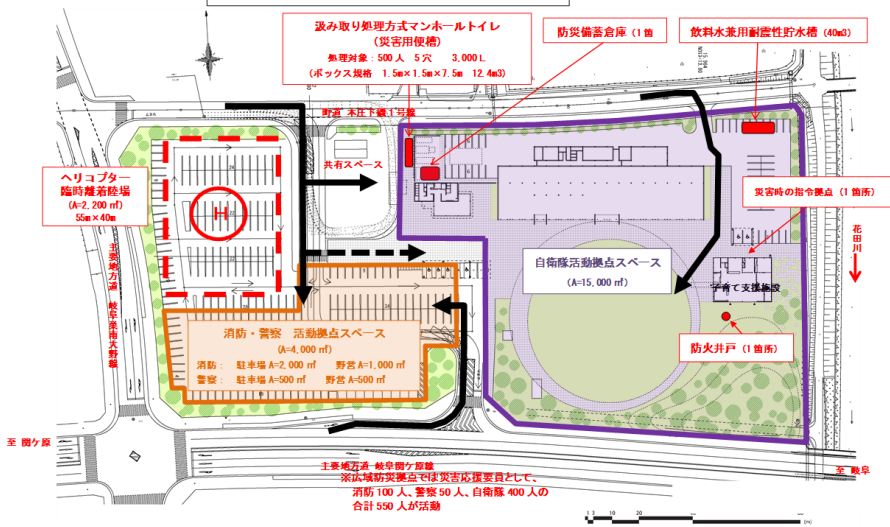 汲み取り処理方式マンホールトイレ
（災害用便槽）
処理対象：500人 5穴 3,000L
（ボックス規格 1.5m×1.5m×7.5m 12.4m3）
防災備蓄倉庫（1箇
飲料水兼用耐震性貯水槽（40m3）
町道 本庄下磯1号線
共有スペース
ヘリコプター
臨時離着陸場
(A=2,200㎡)
55m×40m
H
災害時の指令拠点（1箇所）
花田川
自衛隊活動拠点スペース
(A=15,000㎡)
子育て支援施設
防火井戸（1箇所）
主要地方道 岐阜巣南大野線
消防・警察 活動拠点スペース
(A=4,000㎡)
消防： 駐車場A=2,000㎡ 野営A=1,000㎡
警察： 駐車場A=500㎡ 野営A=500㎡
至 関ケ原
主要地方道 岐阜関ケ原線
至 岐阜
※広域防災拠点では災害応援要員として、
消防100人、警察50人、自衛隊400人の
合計550人が活動